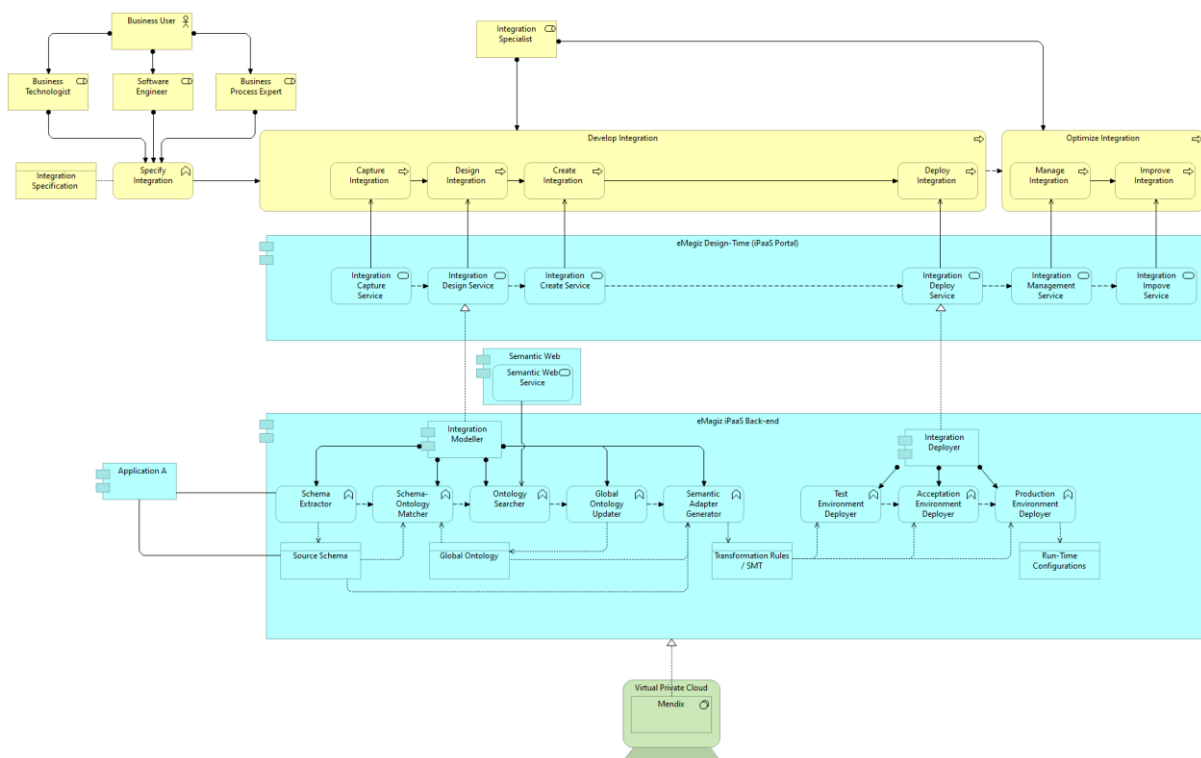 Business User
Integration
Specialist
Business
Technologist
Software
Engineer
Business
Process Expert
Develop Integration
Optimize Integration
Integration
Specification
Specify
Integration
Capture
Integration
Design
Integration
Create
Integration
Deploy
Integration
Manage
Integration
Improve
Integration
eMagiz Design-Time (iPaaS Portal)
Integration
Capture
Service
Integration
Design Service
Integration
Create Service
Integration
Deploy
Service
Integration
Management
Service
Integration
Impove
Service
Semantic Web
Semantic Web
Service
eMagiz iPaaS Back-end
Integration
Modeller
Integration
Deployer
Application A
Schema
Extractor
Schema-
Ontology
Matcher
Ontology
Searcher
Global
Ontology
Updater
Semantic
Adapter
Generator
Test
Environment
Deployer
Acceptation
Environment
Deployer
Production
Environment
Deployer
Source Schema
Global Ontology
Transformation Rules
/ SMT
Run-Time
Configurations
Virtual Private Cloud
Mendix